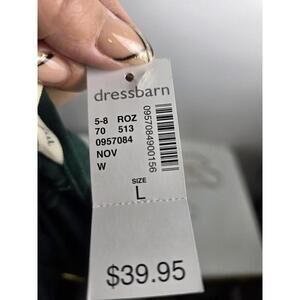 dressbarn
5-8 ROZ
70 513
0957084
NOV
W
0957084900156
SIZE
L
$39.95